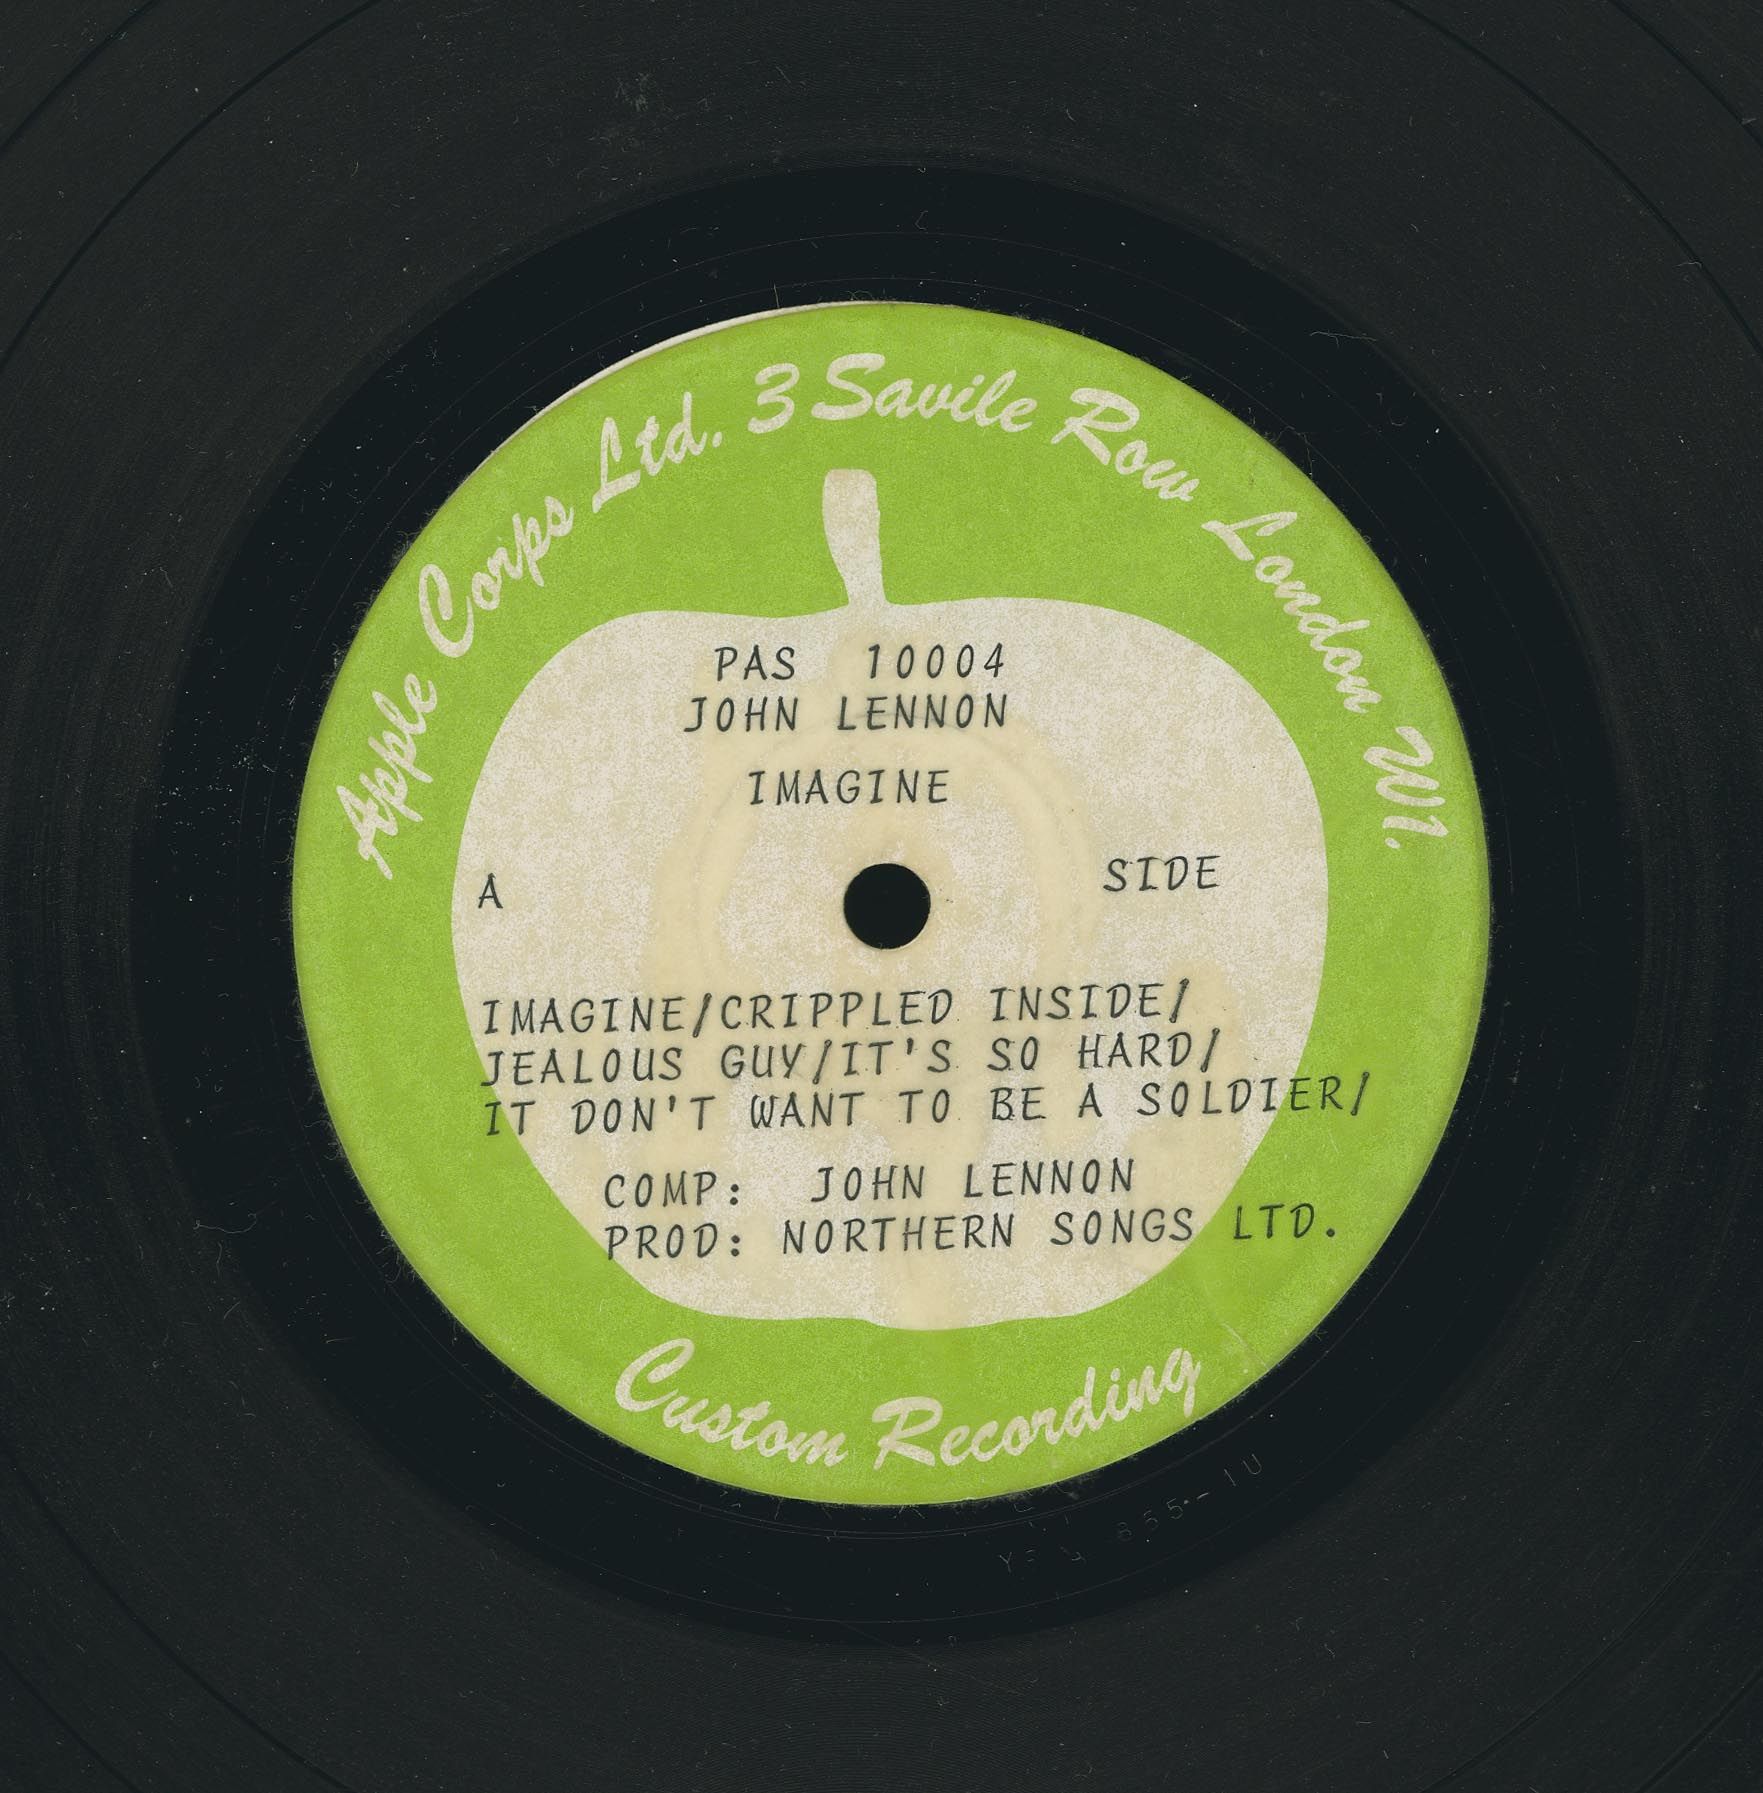 Apple Corps Ltd. 3 Savile Row London W1.
PAS 10004
JOHN LENNON
IMAGINE
A SIDE
IMAGINE/CRIPPLED INSIDE/
JEALOUS GUY/IT'S SO HARD/
IT DON'T WANT TO BE A SOLDIER/
COMP: JOHN LENNON
PROD: NORTHERN SONGS LTD.
Custom Recording